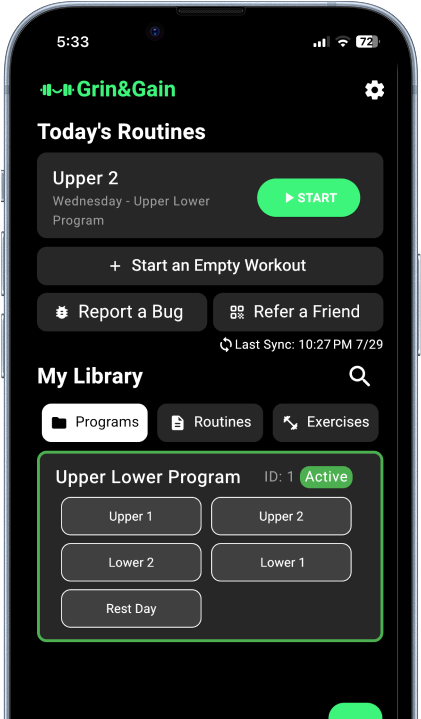 5:33
72
Grin&Gain
Today's Routines
Upper 2
Wednesday - Upper Lower
Program
START
+ Start an Empty Workout
Report a Bug
Refer a Friend
Last Sync: 10:27 PM 7/29
My Library
Programs
Routines
Exercises
Upper Lower Program
ID: 1
Active
Upper 1
Upper 2
Lower 2
Lower 1
Rest Day